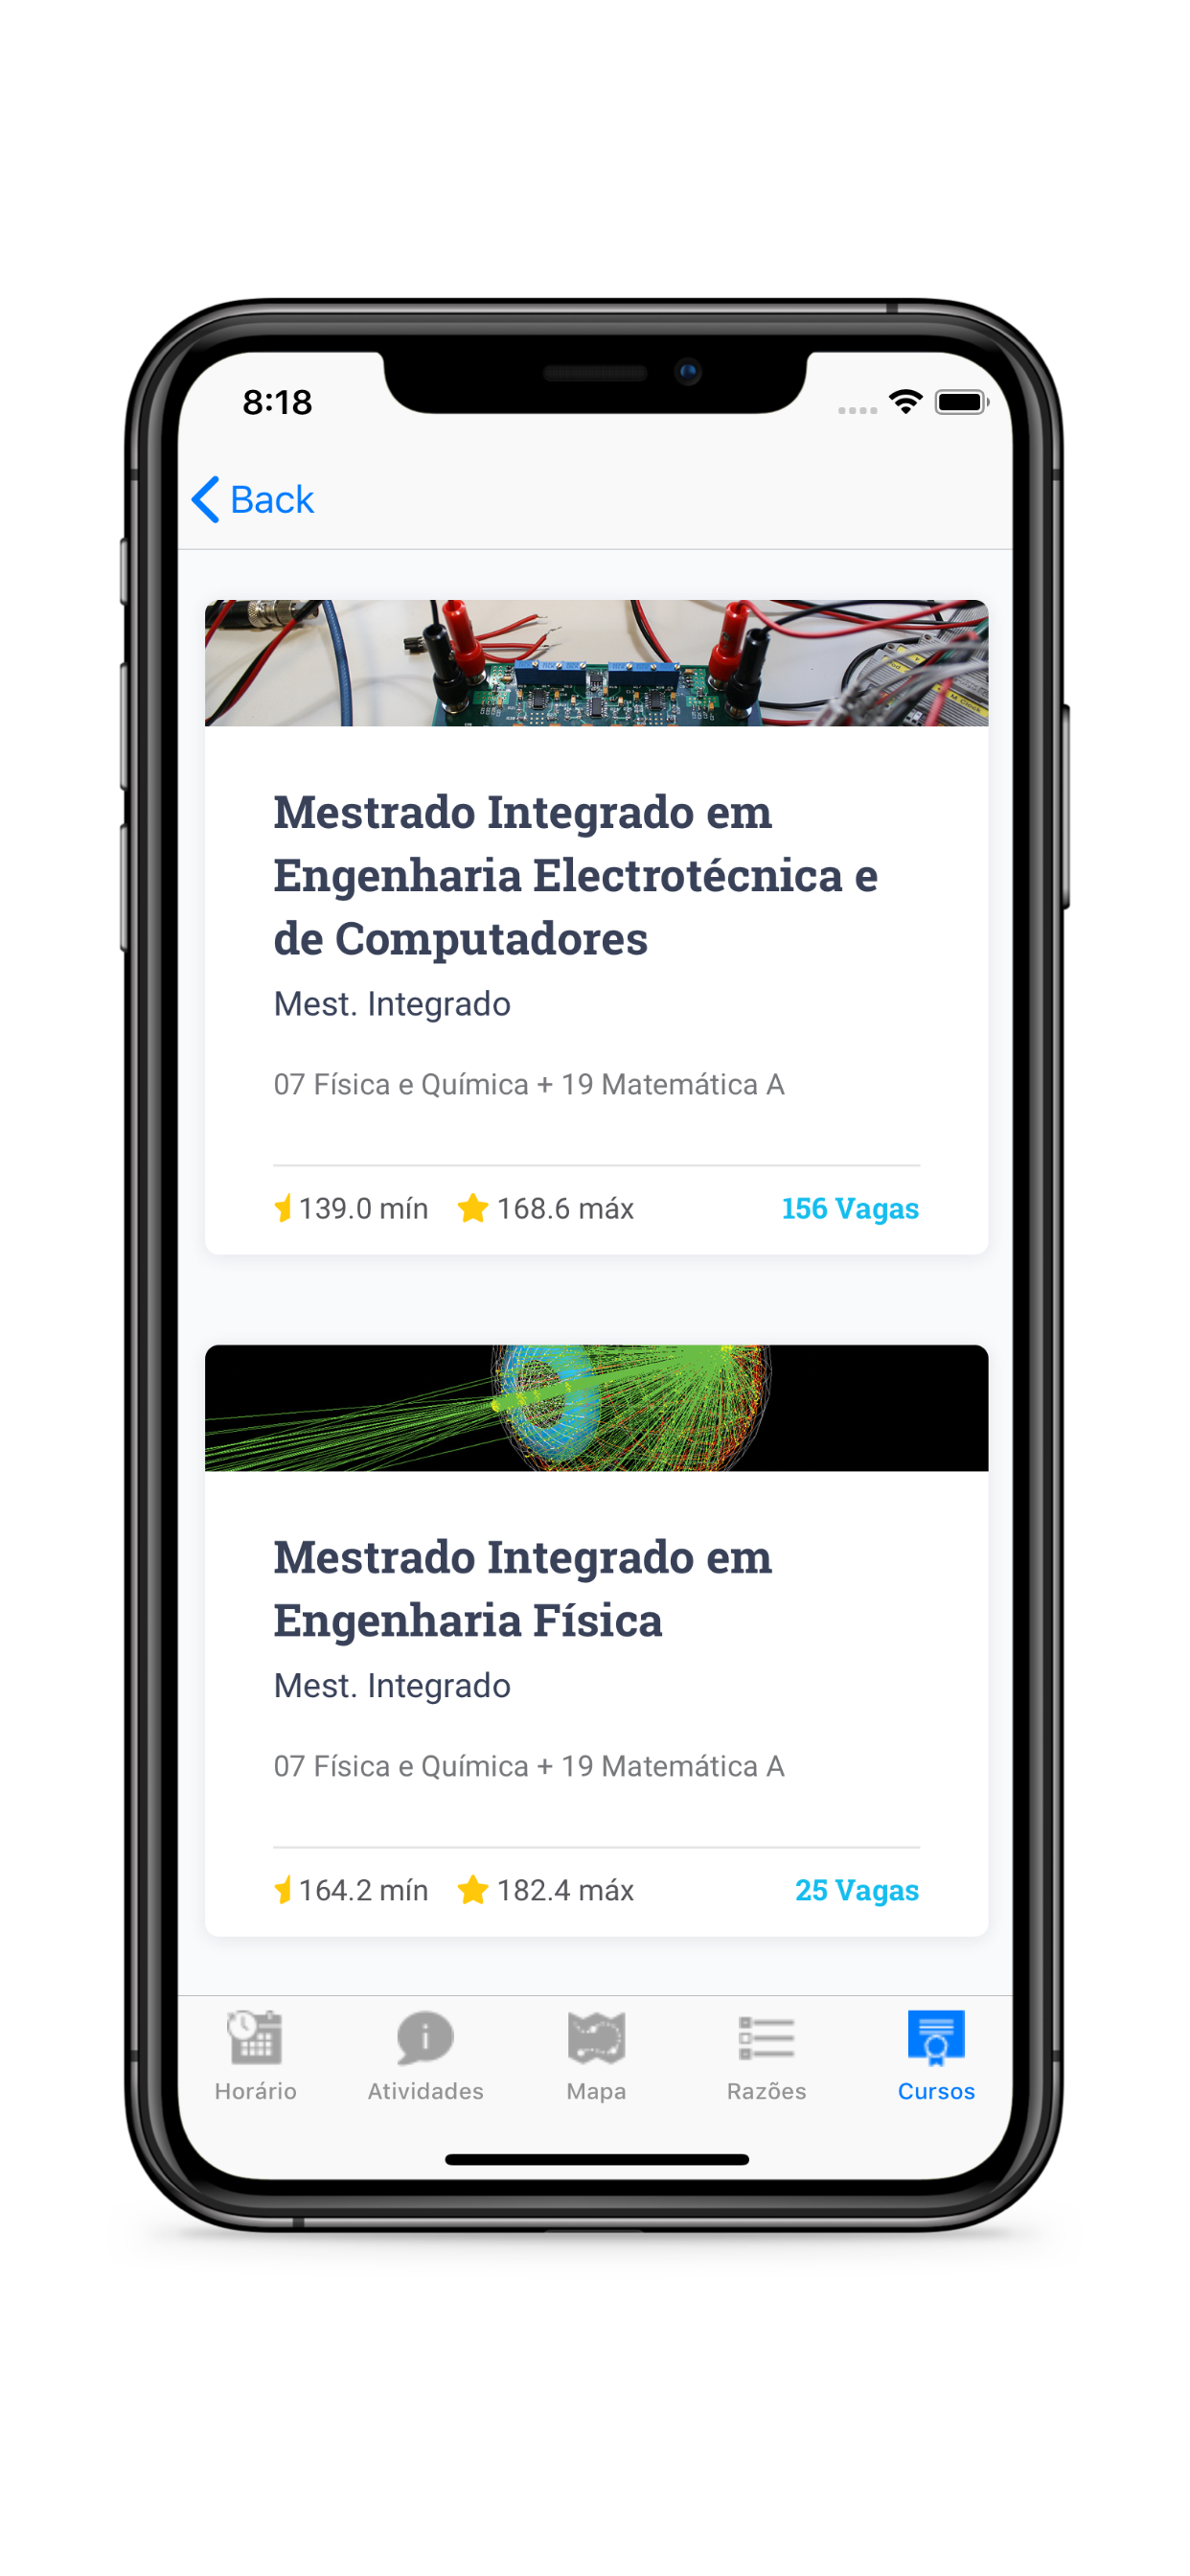 8:18
Back
Mestrado Integrado em
Engenharia Electrotécnica e
de Computadores
Mest. Integrado
07 Física e Química + 19 Matemática A
139.0 mín 168.6 máx 156 Vagas
Mestrado Integrado em
Engenharia Física
Mest. Integrado
07 Física e Química + 19 Matemática A
164.2 mín 182.4 máx 25 Vagas
Horário Atividades Mapa Razões Cursos